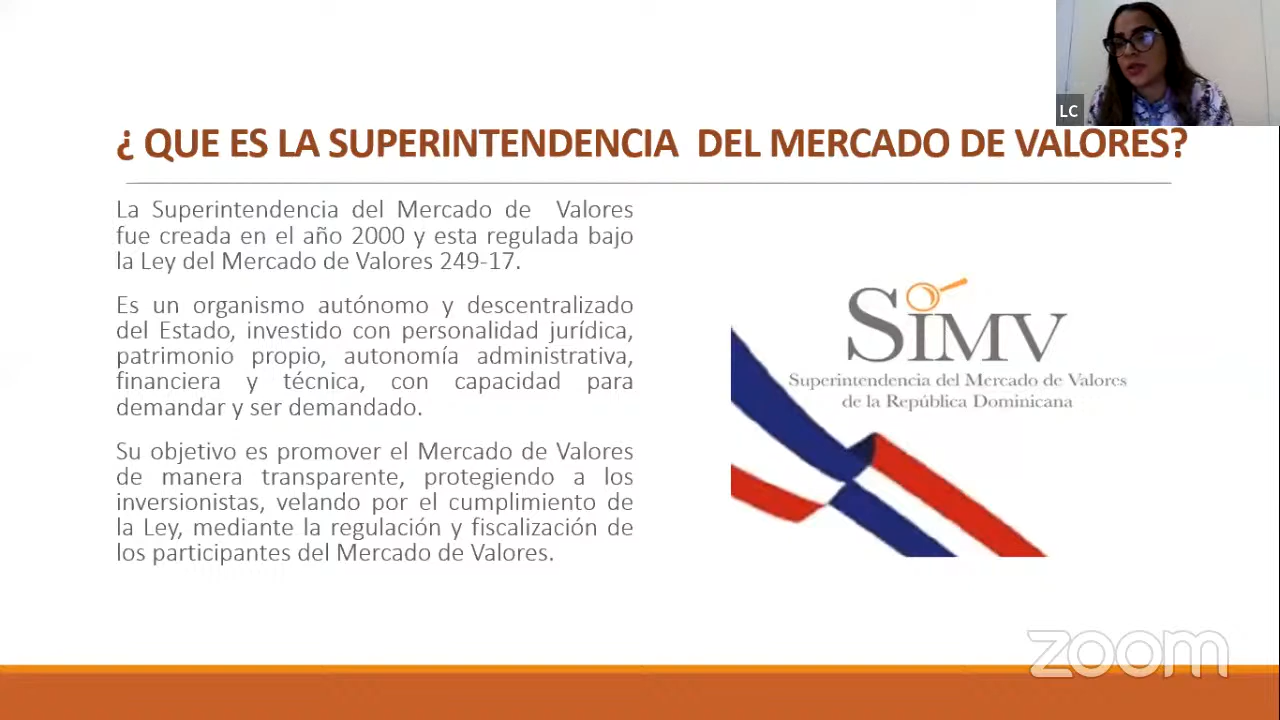 LC
¿ QUE ES LA SUPERINTENDENCIA  DEL MERCADO DE VALORES?
La Superintendencia del Mercado de  Valores
fue creada en el año 2000 y esta regulada bajo
la Ley del Mercado de Valores 249-17.
Es un organismo autónomo y descentralizado
del Estado, investido con personalidad jurídica,
patrimonio propio, autonomía administrativa,
financiera y técnica, con capacidad para
demandar y ser demandado.
Su objetivo es promover el Mercado de Valores
de manera transparente, protegiendo a los
inversionistas, velando por el cumplimiento de
la Ley, mediante la regulación y fiscalización de
los participantes del Mercado de Valores.
SIMV
Superintendencia del Mercado de Valores
de la República Dominicana
zoom